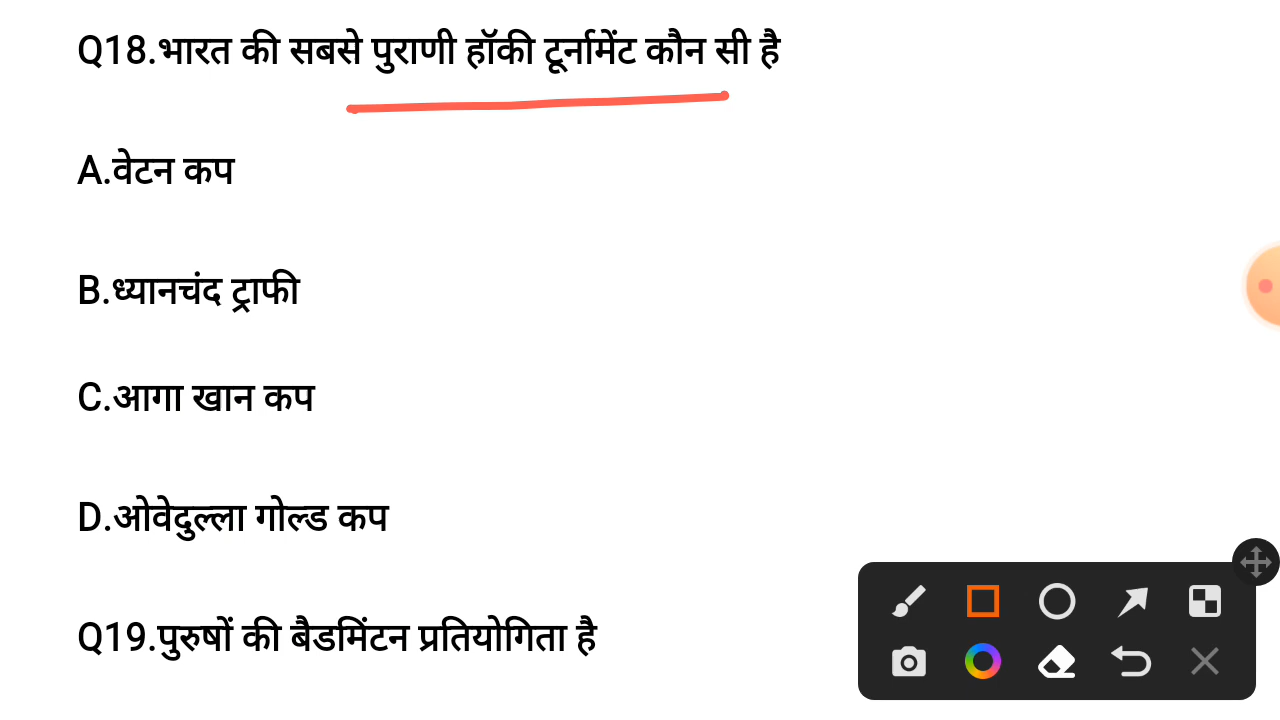 Q18.भारत की सबसे पुराणी हॉकी टूर्नामेंट कौन सी है
A.वेटन कप
B.ध्यानचंद ट्राफी
C.आगा खान कप
D.ओवेदुल्ला गोल्ड कप
Q19.पुरुषों की बैडमिंटन प्रतियोगिता है